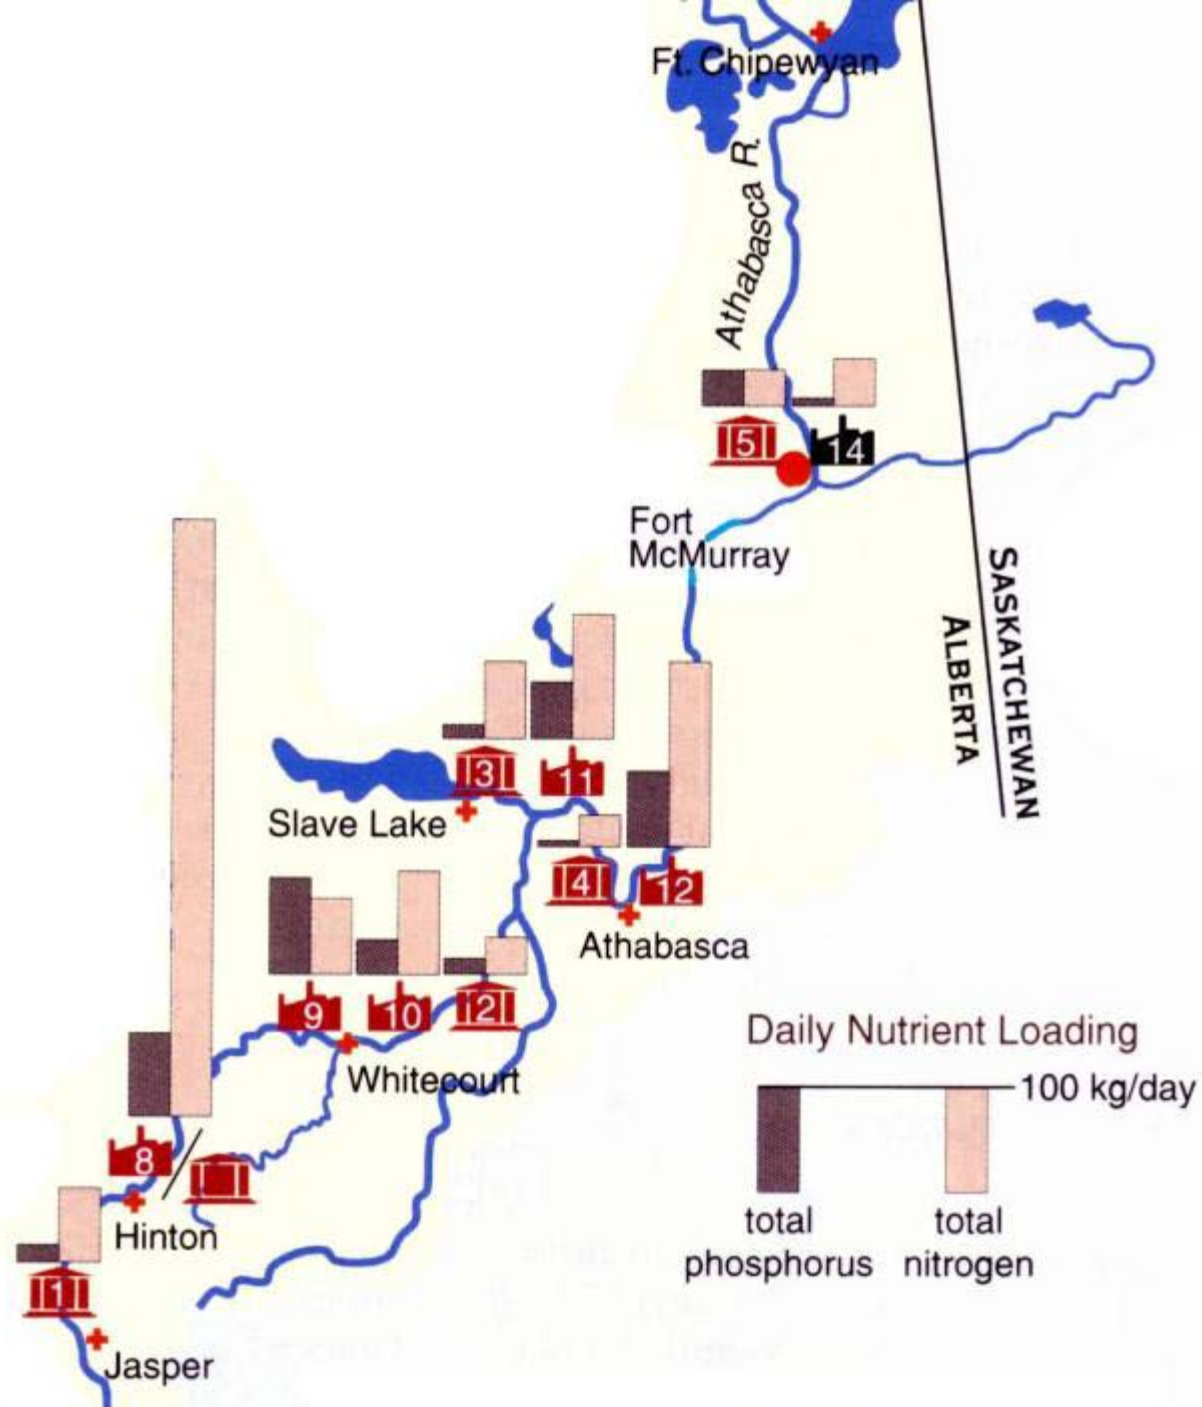 Ft. Chipewyan
Athabasca R.
5
14
Fort
McMurray
SASKATCHEWAN
ALBERTA
3
11
Slave Lake
4
12
Athabasca
9
10
2
Whitecourt
Daily Nutrient Loading
100 kg/day
8
total
phosphorus
total
nitrogen
Hinton
1
Jasper